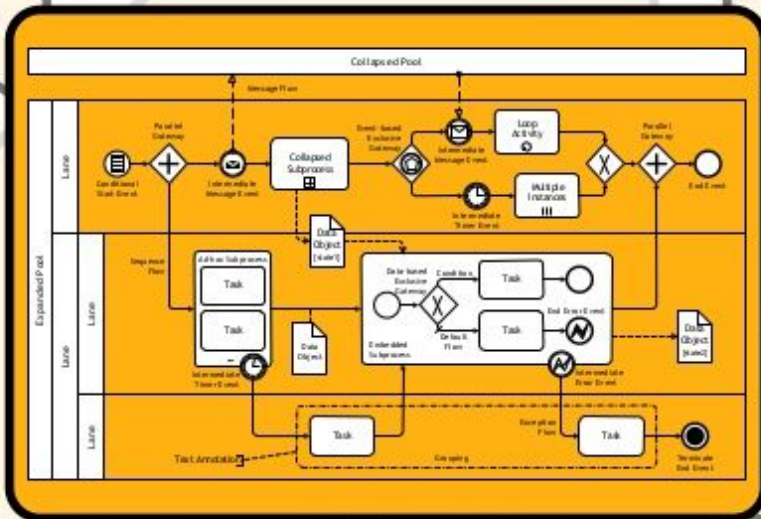 Collapsed Pool
Message Flow
Expanded Pool
Lane
Parallel
Gateway
Conditional
Start Event
Intermediate
Message Event
Collapsed
Subprocess
Event-based
Exclusive
Gateway
Intermediate
Message Event
Loop
Activity
Intermediate
Timer Event
Multiple
Instances
Parallel
Gateway
End Event
Lane
Lane
Sequence
Flow
Ad hoc Subprocess
Task
Task
Intermediate
Timer Event
Data
Object
[state1]
Data
Object
Data-based
Exclusive
Gateway
Condition
Task
Default
Flow
Task
End Error Event
Embedded
Subprocess
Intermediate
Error Event
Data
Object
[state2]
Lane
Task
Text Annotation
Grouping
Exception
Flow
Task
Terminate
End Event